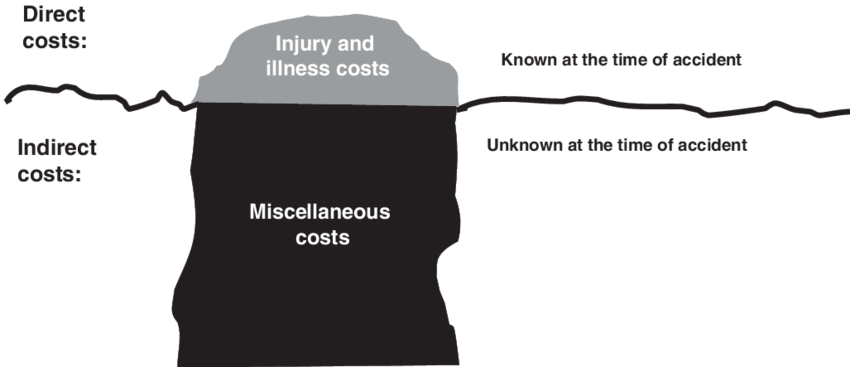 Direct
costs:
Injury and
illness costs
Known at the time of accident
Indirect
costs:
Unknown at the time of accident
Miscellaneous
costs